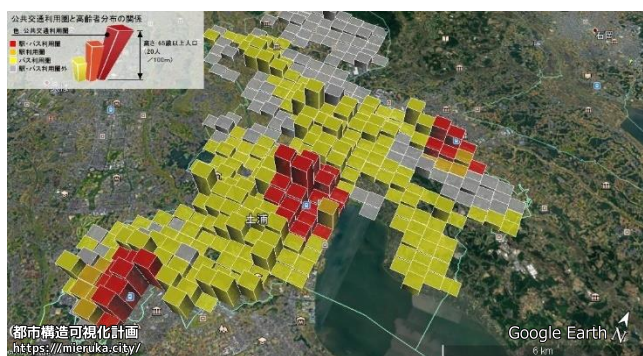 公共交通利用圏と高齢者分布の関係
色 公共交通利用圏
駅・バス利用圏
駅利用圏
バス利用圏
駅・バス利用圏外
高さ 65歳以上人口
(20人
/100m)
石岡
土浦
都市構造可視化計画
https://mieruka.city/
Google Earth
N
6 km